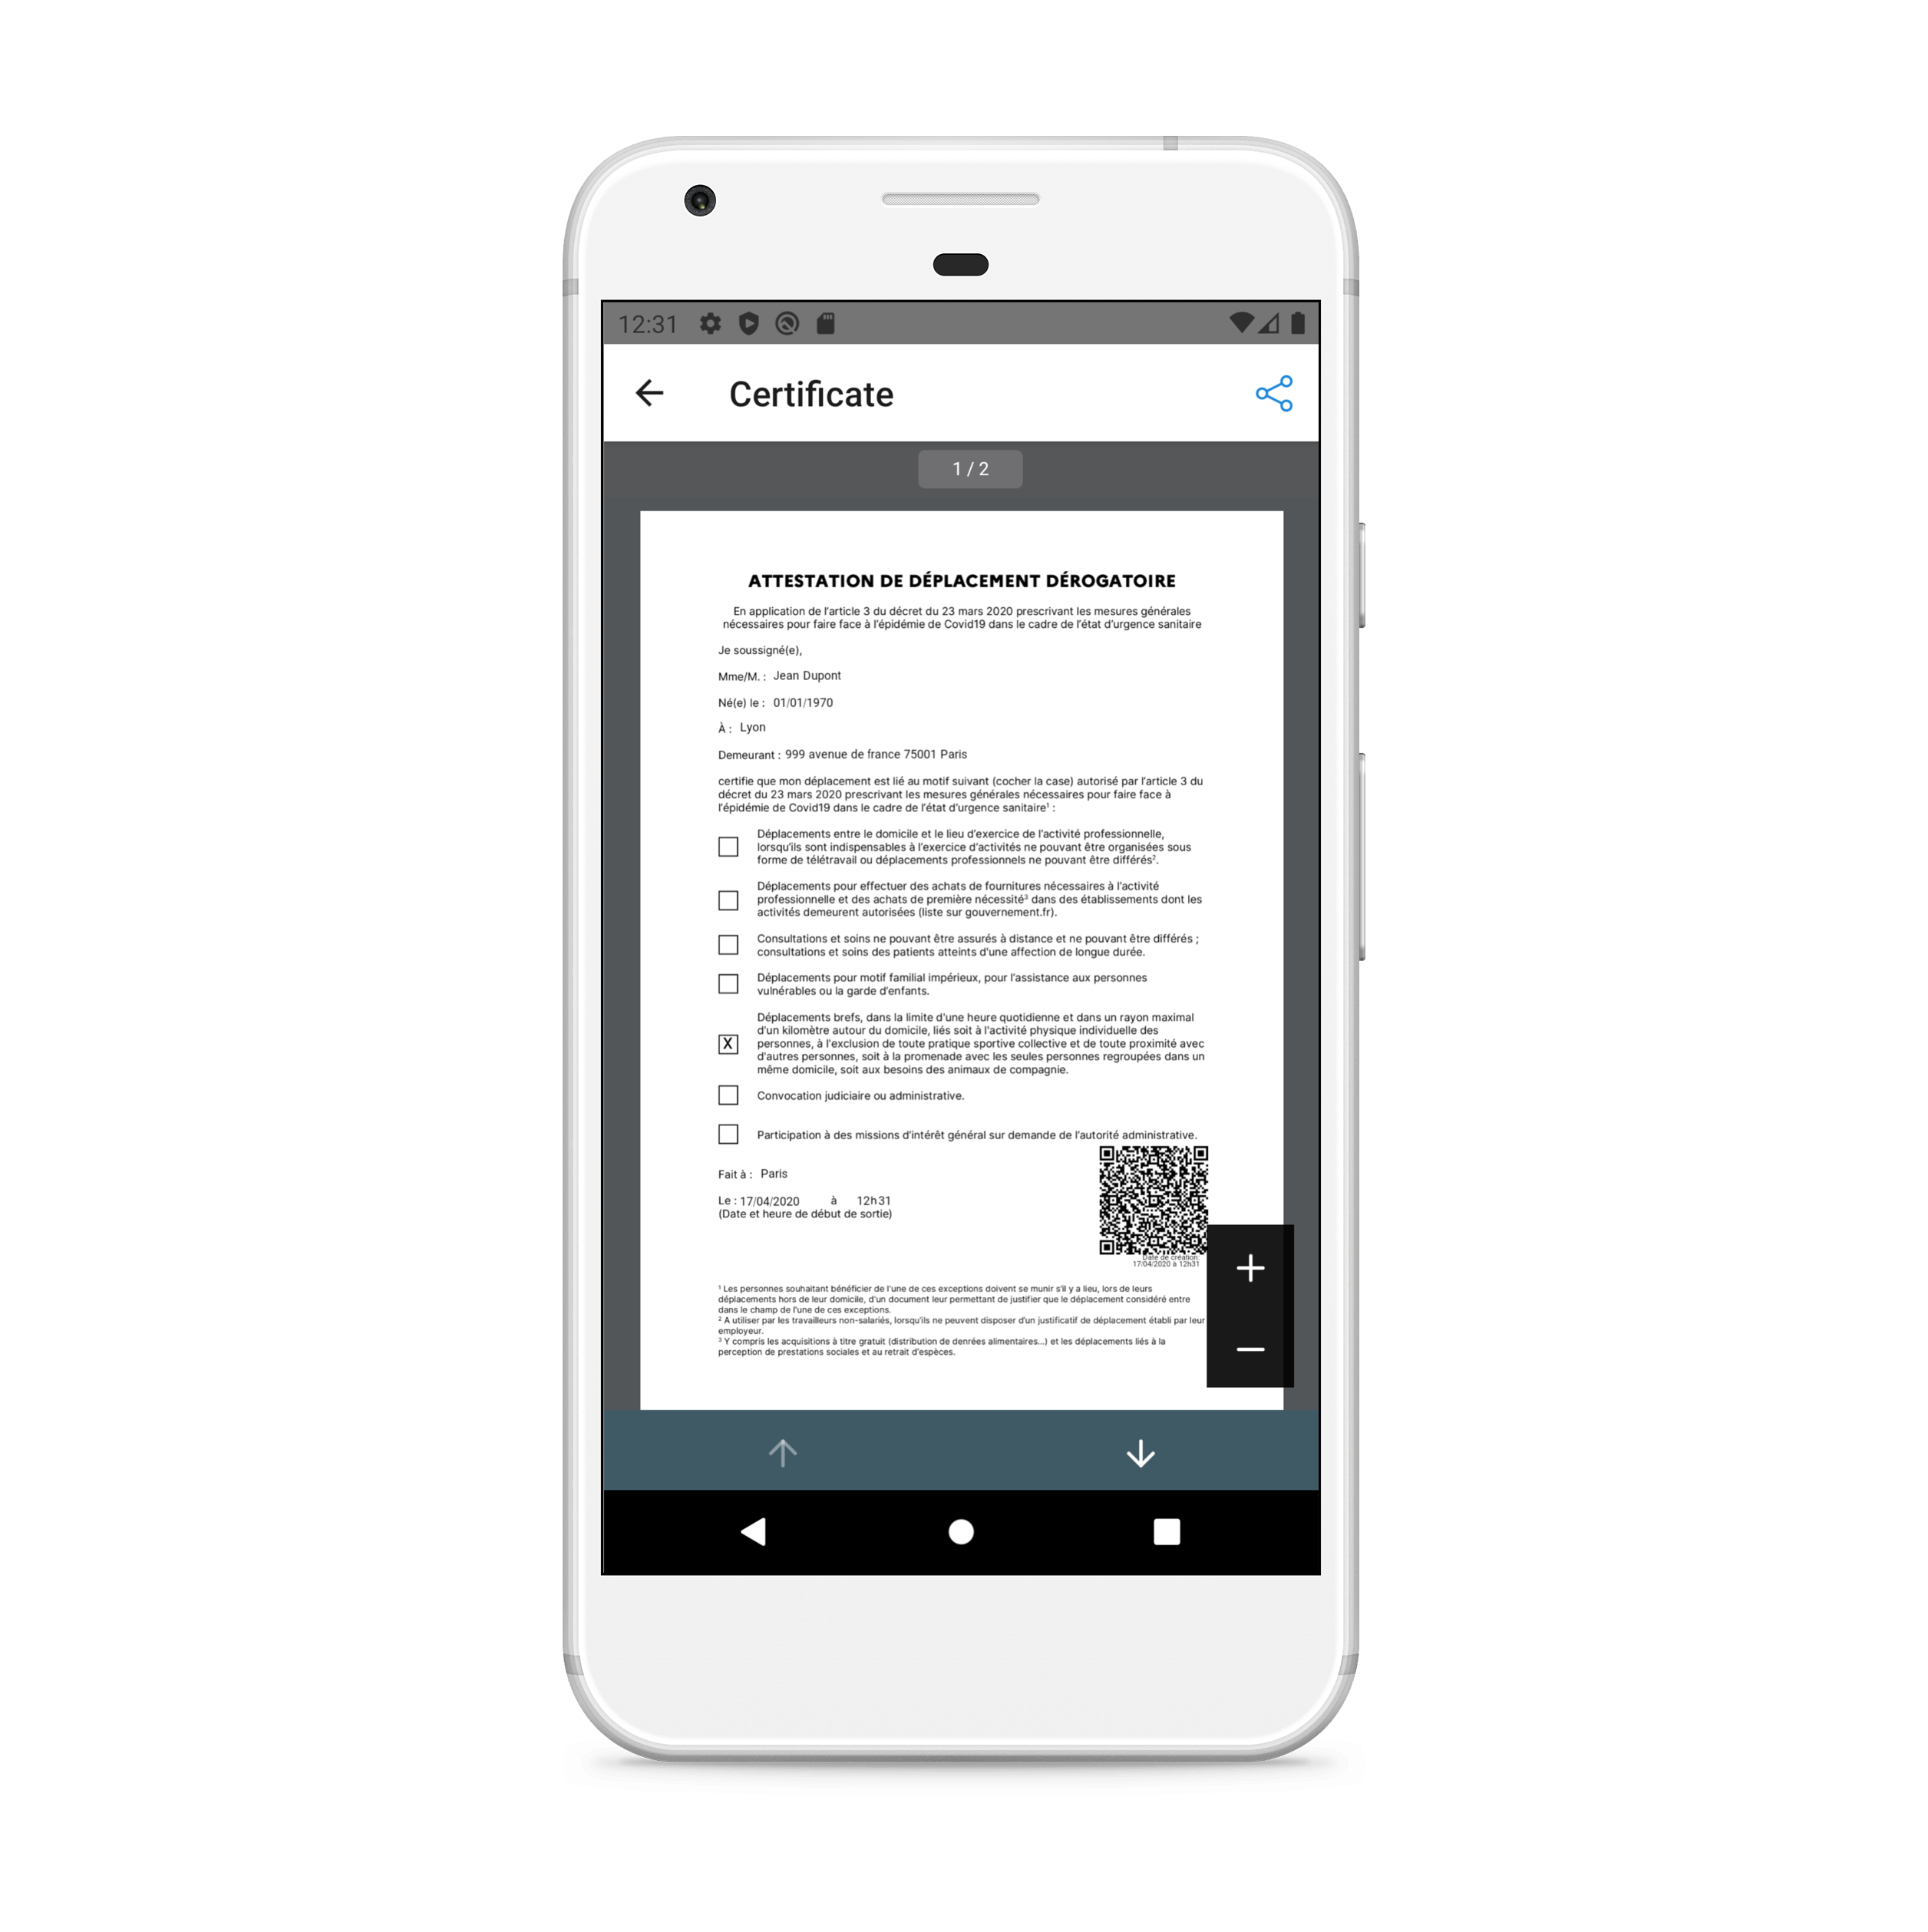 12:31
Certificate
1 / 2
ATTESTATION DE DÉPLACEMENT DÉROGATOIRE
En application de l'article 3 du décret du 23 mars 2020 prescrivant les mesures générales
nécessaires pour faire face à l'épidémie de Covid19 dans le cadre de l'état d'urgence sanitaire
Je soussigné(e),
Mme/M. : Jean Dupont
Né(e) le : 01/01/1970
À : Lyon
Demeurant : 999 avenue de france 75001 Paris
certifie que mon déplacement est lié au motif suivant (cocher la case) autorisé par l'article 3 du
décret du 23 mars 2020 prescrivant les mesures générales nécessaires pour faire face à
l'épidémie de Covid19 dans le cadre de l'état d'urgence sanitaire¹ :
Déplacements entre le domicile et le lieu d'exercice de l'activité professionnelle,
lorsqu'ils sont indispensables à l'exercice d'activités ne pouvant être organisées sous
forme de télétravail ou déplacements professionnels ne pouvant être différés².
Déplacements pour effectuer des achats de fournitures nécessaires à l'activité
professionnelle et des achats de première nécessité³ dans des établissements dont les
activités demeurent autorisées (liste sur gouvernement.fr).
Consultations et soins ne pouvant être assurés à distance et ne pouvant être différés ;
consultations et soins des patients atteints d'une affection de longue durée.
Déplacements pour motif familial impérieux, pour l'assistance aux personnes
vulnérables ou la garde d'enfants.
Déplacements brefs, dans la limite d'une heure quotidienne et dans un rayon maximal
d'un kilomètre autour du domicile, liés soit à l'activité physique individuelle des
X personnes, à l'exclusion de toute pratique sportive collective et de toute proximité avec
d'autres personnes, soit à la promenade avec les seules personnes regroupées dans un
même domicile, soit aux besoins des animaux de compagnie.
Convocation judiciaire ou administrative.
Participation à des missions d'intérêt général sur demande de l'autorité administrative.
Fait à : Paris
Le : 17/04/2020 à 12h31
(Date et heure de début de sortie)
Date de création:
17/04/2020 à 12h31
¹ Les personnes souhaitant bénéficier de l'une de ces exceptions doivent se munir s'il y a lieu, lors de leurs
déplacements hors de leur domicile, d'un document leur permettant de justifier que le déplacement considéré entre
dans le champ de l'une de ces exceptions.
² A utiliser par les travailleurs non-salariés, lorsqu'ils ne peuvent disposer d'un justificatif de déplacement établi par leur
employeur.
³ Y compris les acquisitions à titre gratuit (distribution de denrées alimentaires...) et les déplacements liés à la
perception de prestations sociales et au retrait d'espèces.